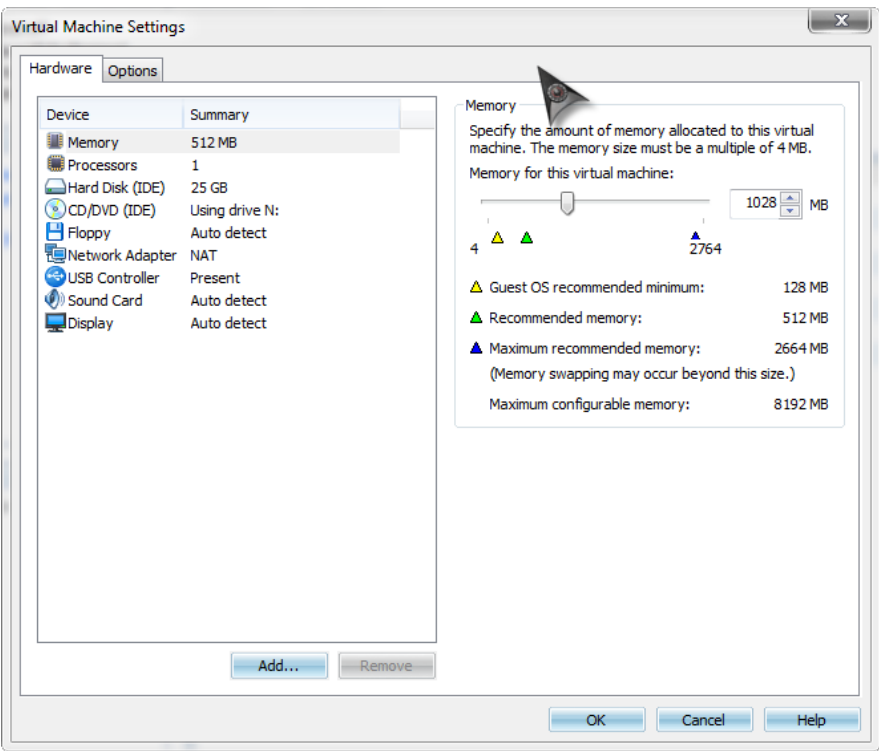 Virtual Machine Settings
Hardware Options
Device Summary
Memory 512 MB
Processors 1
Hard Disk (IDE) 25 GB
CD/DVD (IDE) Using drive N:
Floppy Auto detect
Network Adapter NAT
USB Controller Present
Sound Card Auto detect
Display Auto detect
Add... Remove
Memory
Specify the amount of memory allocated to this virtual
machine. The memory size must be a multiple of 4 MB.
Memory for this virtual machine:
1028 MB
4 2764
Guest OS recommended minimum: 128 MB
Recommended memory: 512 MB
Maximum recommended memory: 2664 MB
(Memory swapping may occur beyond this size.)
Maximum configurable memory: 8192 MB
OK Cancel Help